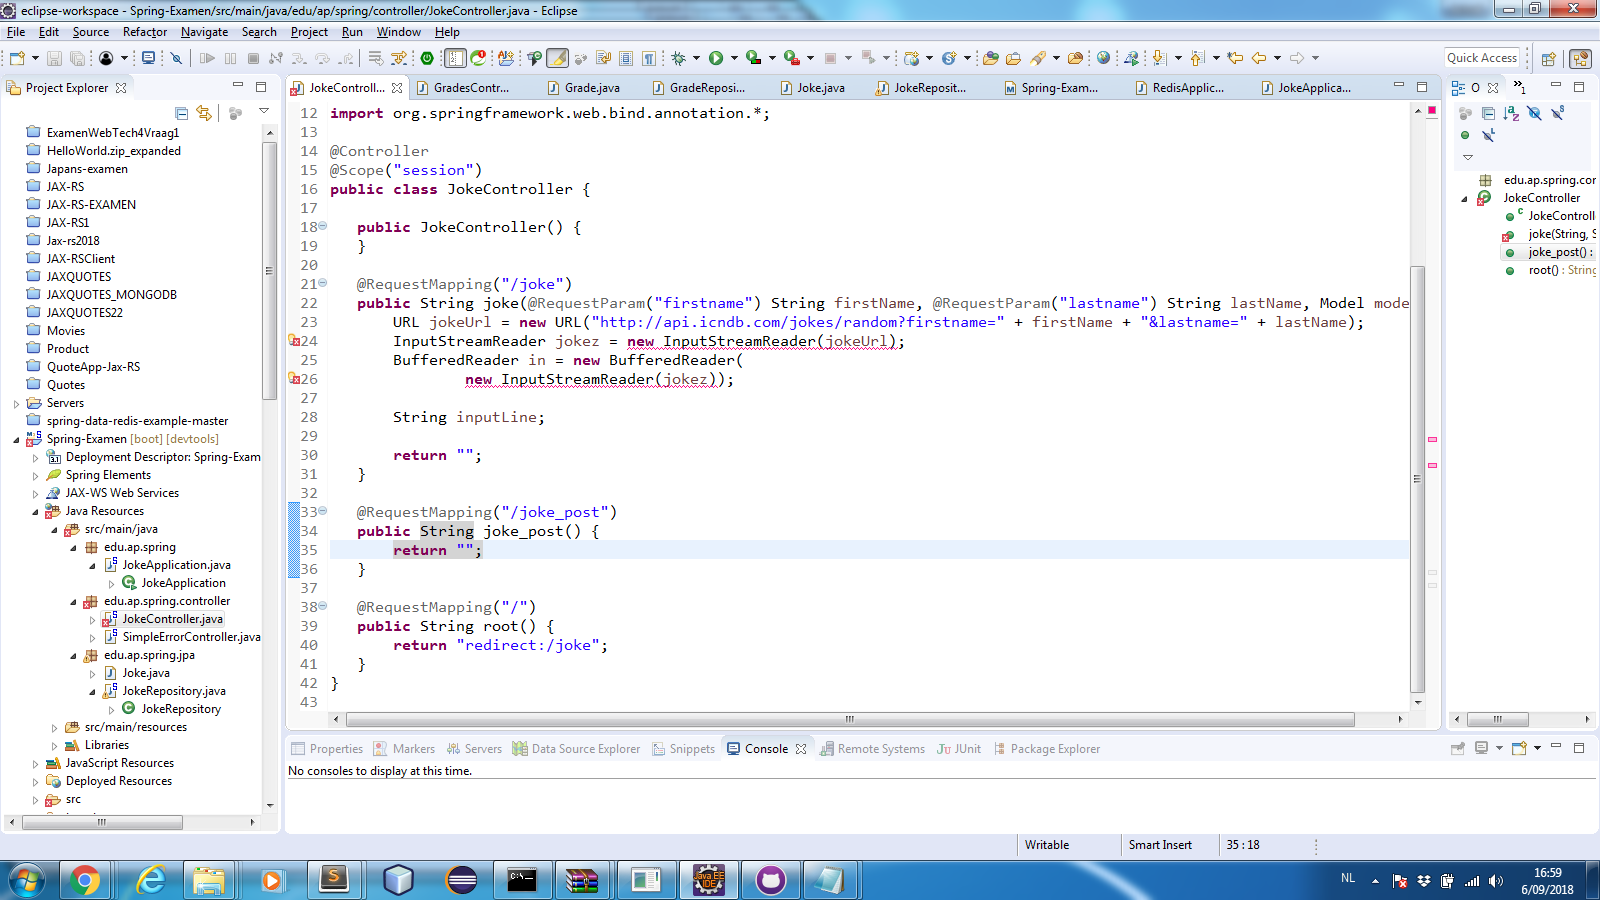 eclipse-workspace - Spring-Examen/src/main/java/edu/ap/spring/controller/JokeController.java - Eclipse
File Edit Source Refactor Navigate Search Project Run Window Help
Quick Access
Project Explorer
ExamenWebTech4Vraag1
HelloWorld.zip_expanded
Japans-examen
JAX-RS
JAX-RS-EXAMEN
JAX-RS1
Jax-rs2018
JAX-RSClient
JAXQUOTES
JAXQUOTES_MONGODB
JAXQUOTES22
Movies
Product
QuoteApp-Jax-RS
Quotes
Servers
spring-data-redis-example-master
Spring-Examen [boot] [devtools]
Deployment Descriptor: Spring-Exam
Spring Elements
JAX-WS Web Services
Java Resources
src/main/java
edu.ap.spring
JokeApplication.java
JokeApplication
edu.ap.spring.controller
JokeController.java
SimpleErrorController.java
edu.ap.spring.jpa
Joke.java
JokeRepository.java
JokeRepository
src/main/resources
Libraries
JavaScript Resources
Deployed Resources
src
JokeControll... GradesContr... Grade.java GradeReposi... Joke.java JokeReposit... Spring-Exam... RedisApplic... JokeApplica... »1
12 import org.springframework.web.bind.annotation.*;
13
14 @Controller
15 @Scope("session")
16 public class JokeController {
17
18 public JokeController() {
19 }
20
21 @RequestMapping("/joke")
22 public String joke(@RequestParam("firstname") String firstName, @RequestParam("lastname") String lastName, Model mode
23 URL jokeUrl = new URL("http://api.icndb.com/jokes/random?firstname=" + firstName + "&lastname=" + lastName);
24 InputStreamReader jokez = new InputStreamReader(jokeUrl);
25 BufferedReader in = new BufferedReader(
26 new InputStreamReader(jokez));
27
28 String inputLine;
29
30 return "";
31 }
32
33 @RequestMapping("/joke_post")
34 public String joke_post() {
35 return "";
36 }
37
38 @RequestMapping("/")
39 public String root() {
40 return "redirect:/joke";
41 }
42 }
43
O
edu.ap.spring.cor
JokeController
JokeControll
joke(String, S
joke_post() :
root() : String
Properties Markers Servers Data Source Explorer Snippets Console Remote Systems JUnit Package Explorer
No consoles to display at this time.
Writable Smart Insert 35 : 18
NL 16:59
6/09/2018